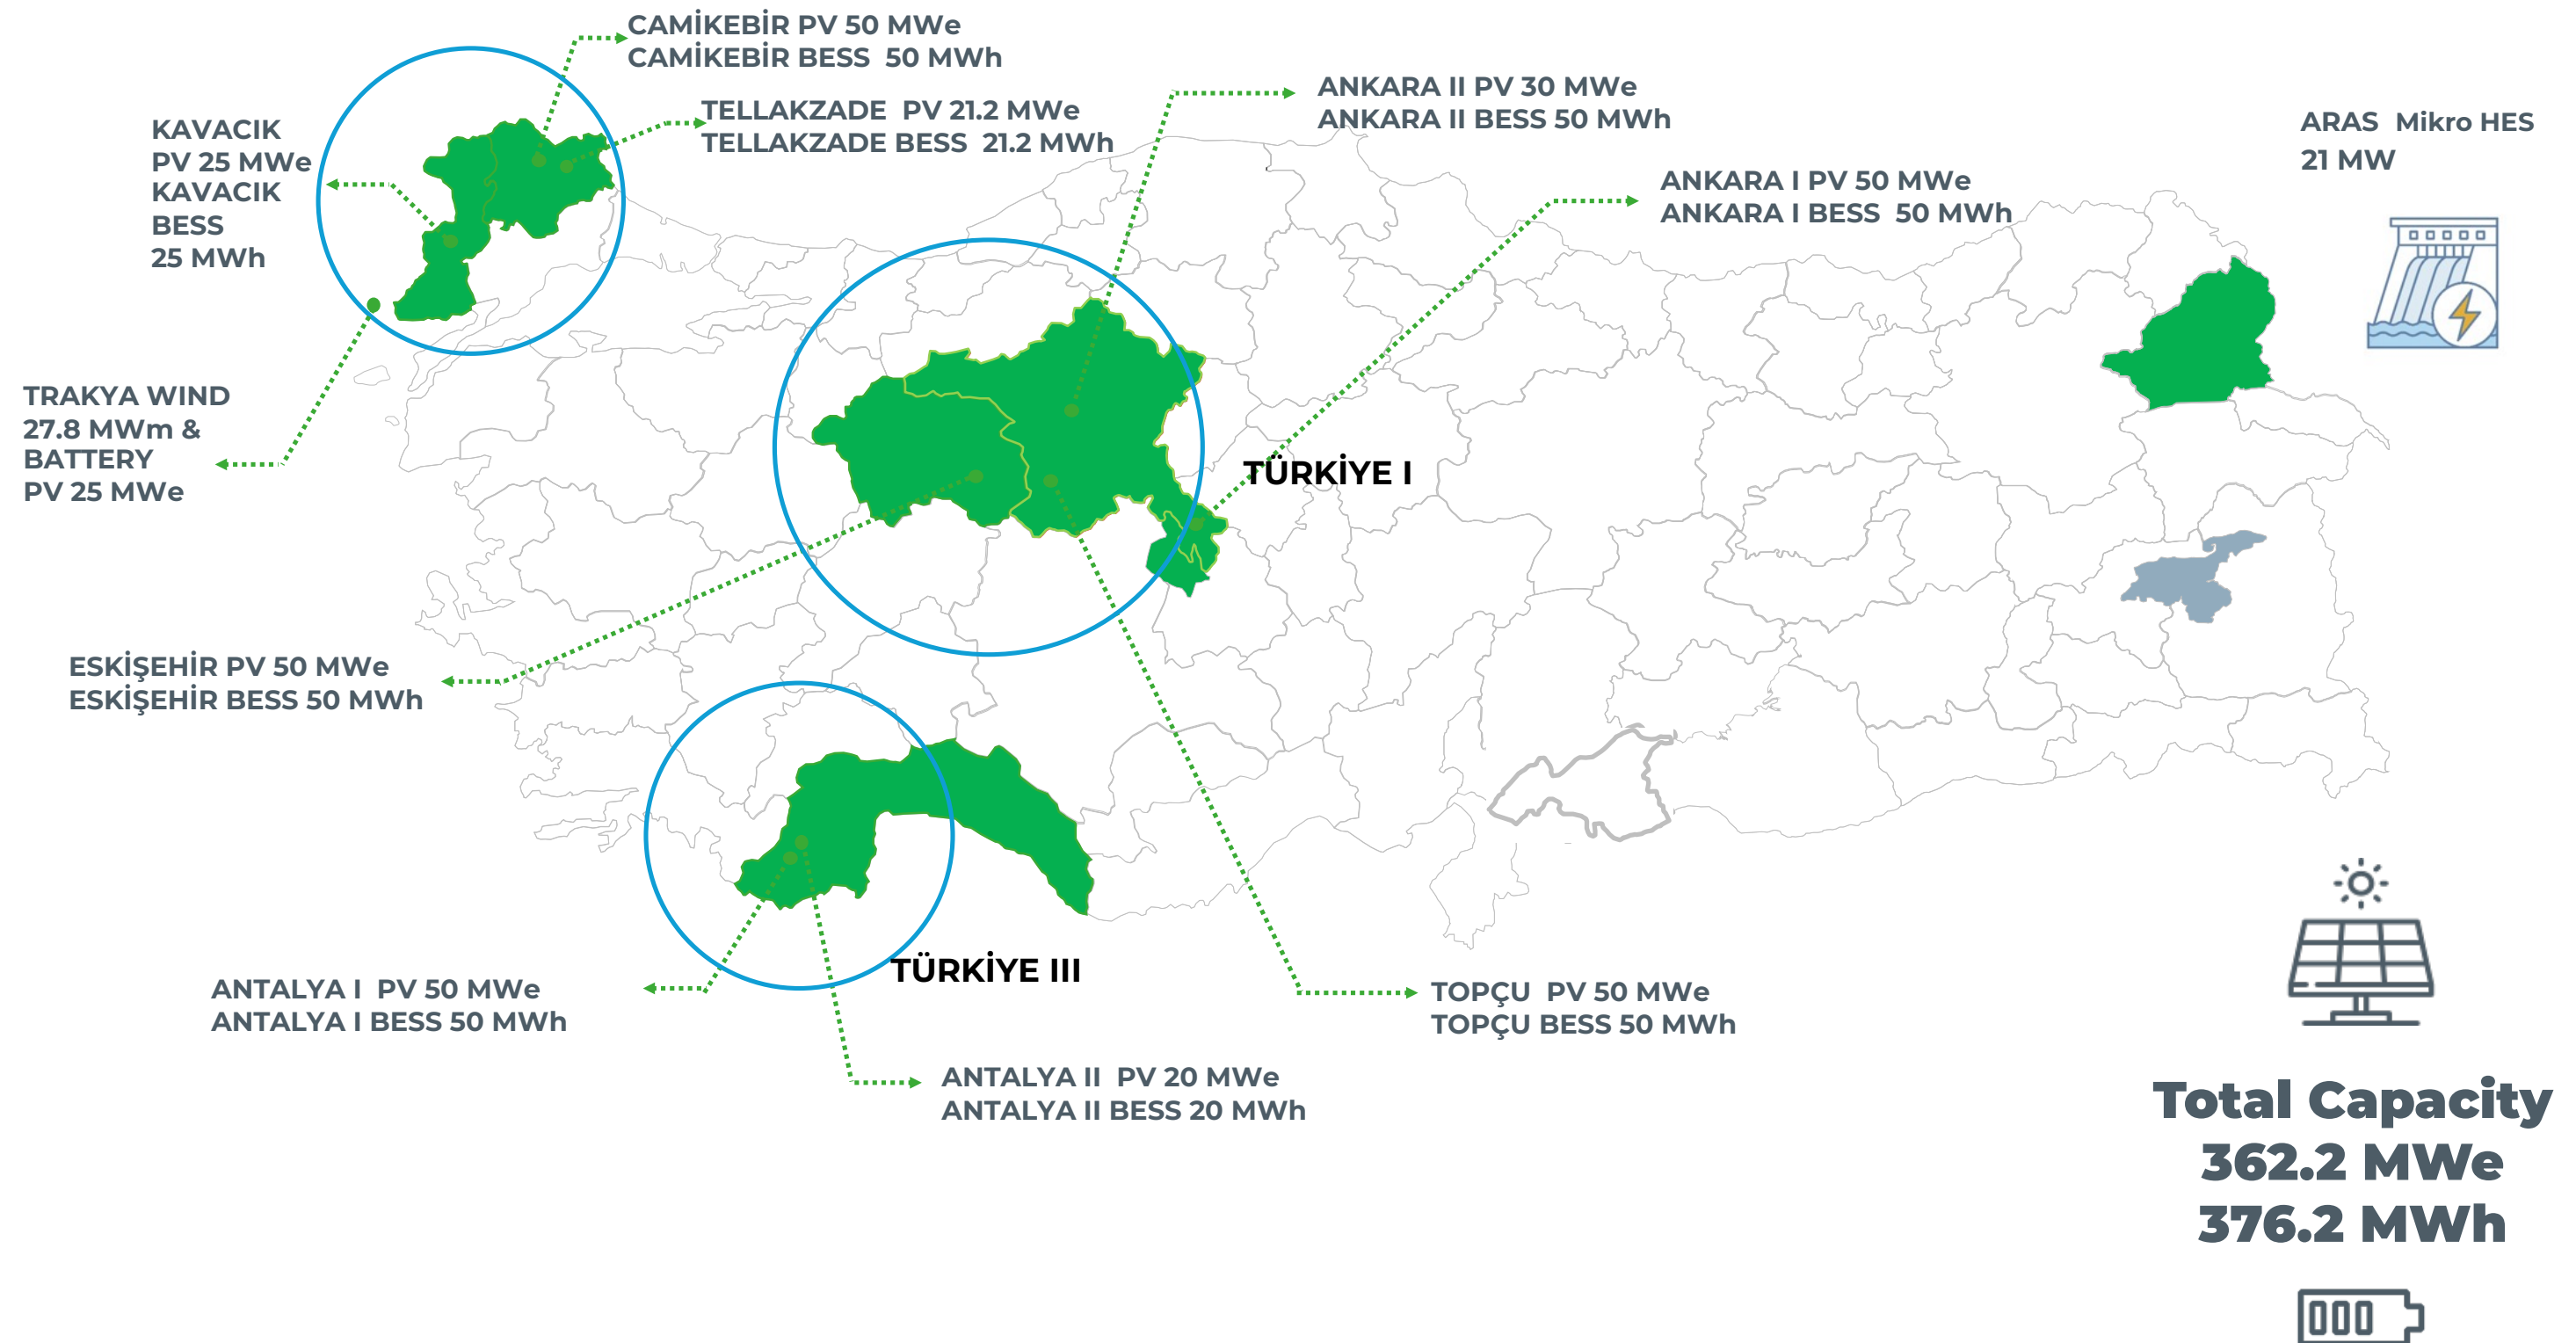 CAMİKEBİR PV 50 MWe
CAMİKEBİR BESS 50 MWh
TELLAKZADE PV 21.2 MWe
TELLAKZADE BESS 21.2 MWh
KAVACIK
PV 25 MWe
KAVACIK
BESS
25 MWh
ANKARA II PV 30 MWe
ANKARA II BESS 50 MWh
ARAS Mikro HES
21 MW
ANKARA I PV 50 MWe
ANKARA I BESS 50 MWh
TRAKYA WIND
27.8 MWm &
BATTERY
PV 25 MWe
TÜRKİYE I
ESKİŞEHİR PV 50 MWe
ESKİŞEHİR BESS 50 MWh
TÜRKİYE III
ANTALYA I PV 50 MWe
ANTALYA I BESS 50 MWh
TOPÇU PV 50 MWe
TOPÇU BESS 50 MWh
ANTALYA II PV 20 MWe
ANTALYA II BESS 20 MWh
Total Capacity
362.2 MWe
376.2 MWh